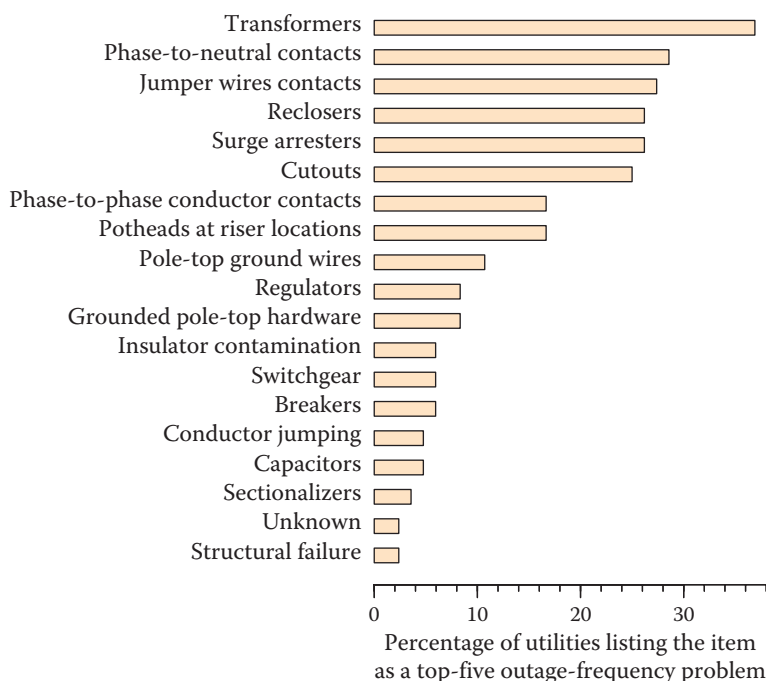 Transformers
Phase-to-neutral contacts
Jumper wires contacts
Reclosers
Surge arresters
Cutouts
Phase-to-phase conductor contacts
Potheads at riser locations
Pole-top ground wires
Regulators
Grounded pole-top hardware
Insulator contamination
Switchgear
Breakers
Conductor jumping
Capacitors
Sectionalizers
Unknown
Structural failure
0 10 20 30
Percentage of utilities listing the item
as a top-five outage-frequency problem